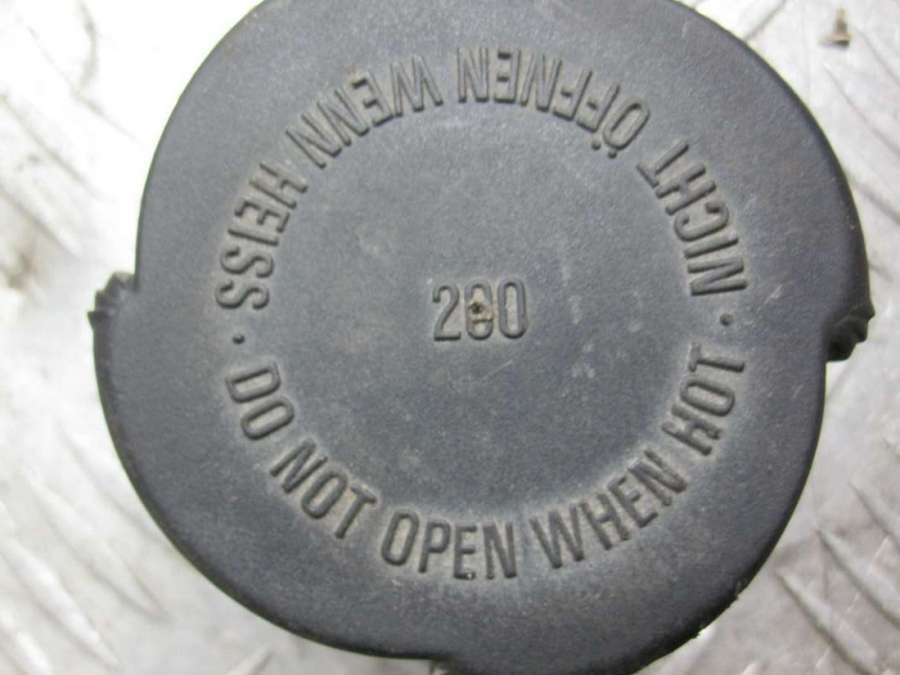 NICHT ÖFFNEN WENN HEISS ·
DO NOT OPEN WHEN HOT ·
200